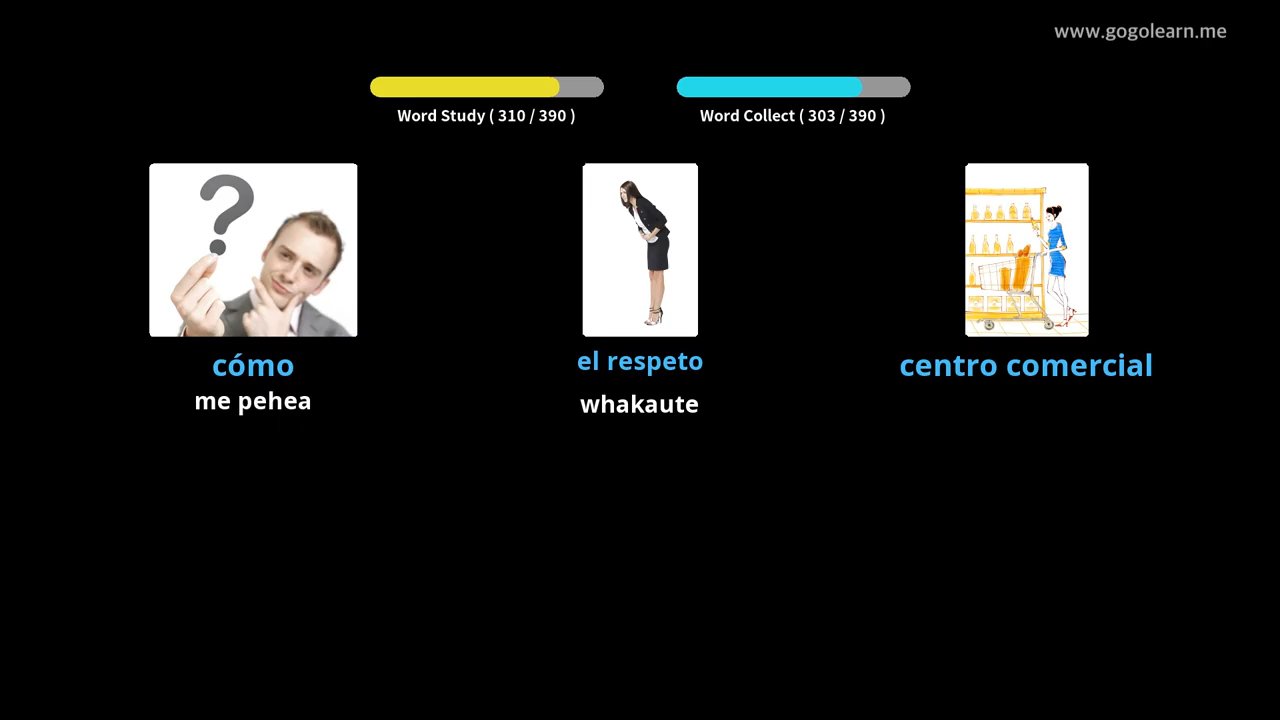 www.gogolearn.me
Word Study ( 310 / 390 )
Word Collect ( 303 / 390 )
cómo
me pehea
el respeto
whakaute
centro comercial